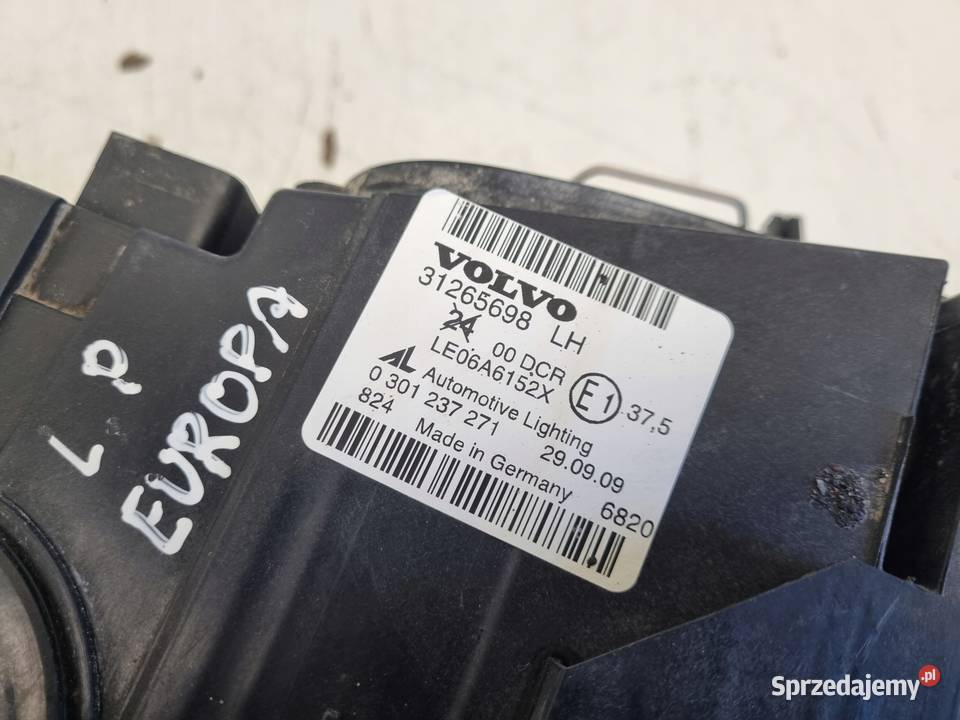 L P
EUROPA
VOLVO
31265698 LH
24 00 DCR
LE06A6152X
E1 37,5
AL Automotive Lighting
0 301 237 271 29.09.09
824 Made in Germany 6820
Sprzedajemy.pl